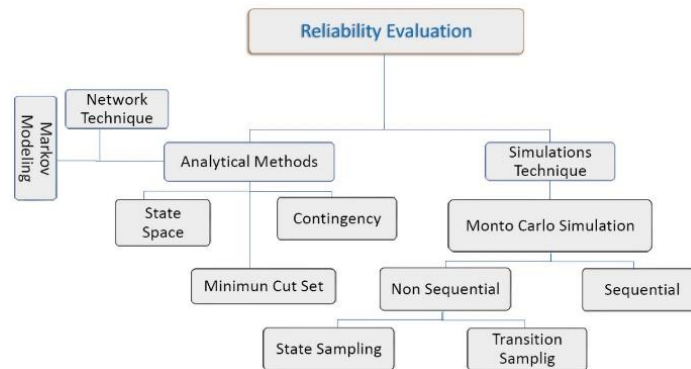 Reliability Evaluation
Network
Technique
Markov
Modeling
Analytical Methods
Simulations
Technique
State
Space
Contingency
Monto Carlo Simulation
Minimun Cut Set
Non Sequential
Sequential
State Sampling
Transition
Samplig